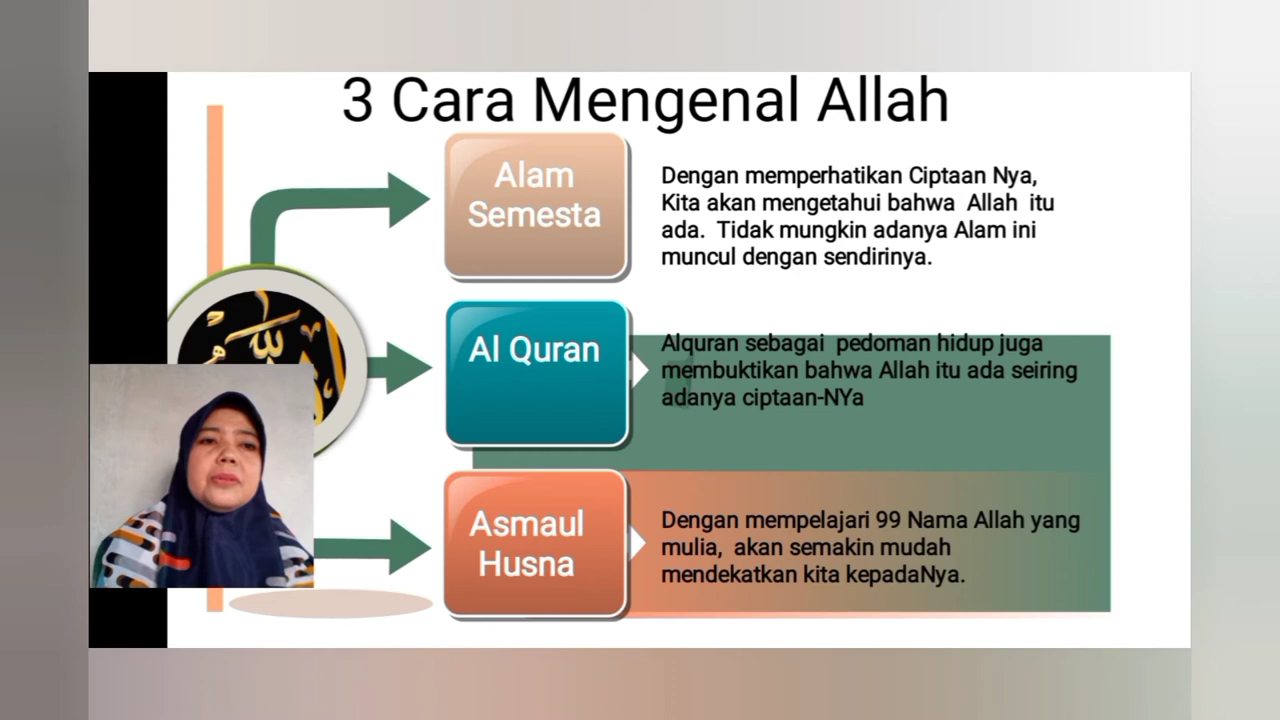 3 Cara Mengenal Allah
Alam
Semesta
Dengan memperhatikan Ciptaan Nya,
Kita akan mengetahui bahwa Allah itu
ada. Tidak mungkin adanya Alam ini
muncul dengan sendirinya.
Al Quran
Alquran sebagai pedoman hidup juga
membuktikan bahwa Allah itu ada seiring
adanya ciptaan-NYa
Asmaul
Husna
Dengan mempelajari 99 Nama Allah yang
mulia, akan semakin mudah
mendekatkan kita kepadaNya.